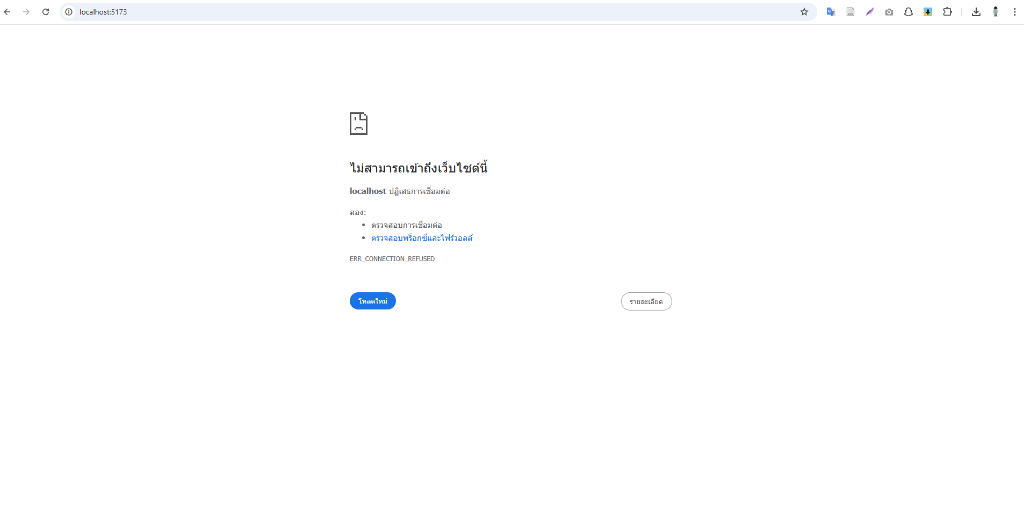 localhost:5173
ไม่สามารถเข้าถึงเว็บไซต์นี้
localhost ปฏิเสธการเชื่อมต่อ
ลอง:
ตรวจสอบการเชื่อมต่อ
ตรวจสอบพร็อกซีและไฟร์วอลล์
ERR_CONNECTION_REFUSED
โหลดใหม่
รายละเอียด